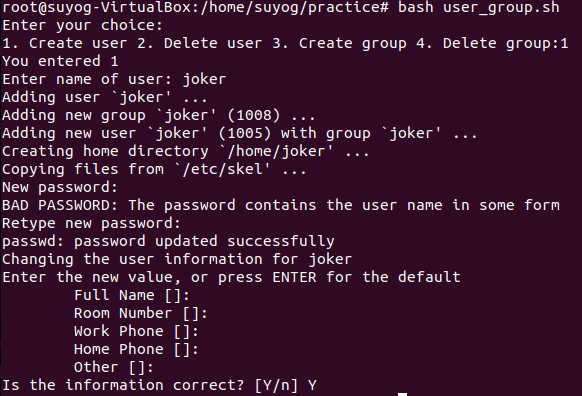 root@suyog-VirtualBox:/home/suyog/practice# bash user_group.sh
Enter your choice:
1. Create user 2. Delete user 3. Create group 4. Delete group:1
You entered 1
Enter name of user: joker
Adding user `joker' ...
Adding new group `joker' (1008) ...
Adding new user `joker' (1005) with group `joker' ...
Creating home directory `/home/joker' ...
Copying files from `/etc/skel' ...
New password:
BAD PASSWORD: The password contains the user name in some form
Retype new password:
passwd: password updated successfully
Changing the user information for joker
Enter the new value, or press ENTER for the default
        Full Name []:
        Room Number []:
        Work Phone []:
        Home Phone []:
        Other []:
Is the information correct? [Y/n] Y